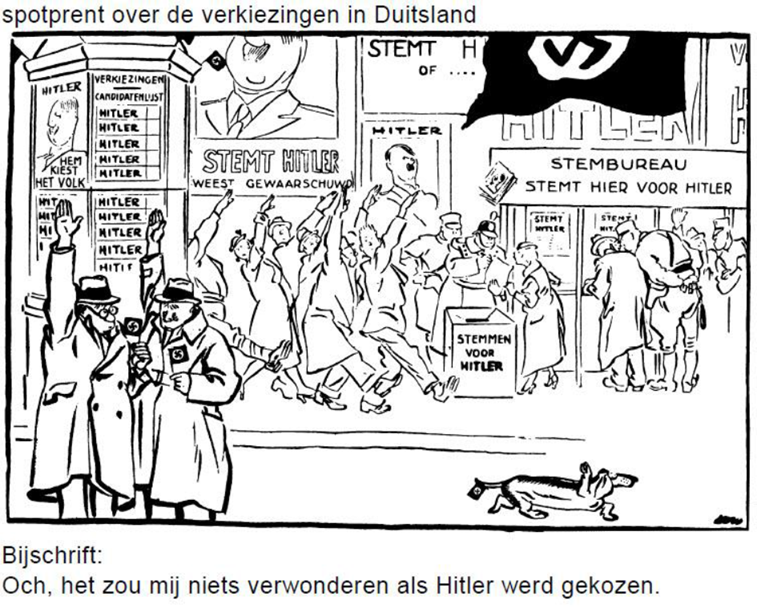 spotprent over de verkiezingen in Duitsland
HITLER
HEM
KIEST
HET VOLK
VERKIEZINGEN
CANDIDATENLIJST
HITLER
HITLER
HITLER
HITLER
HITLER
HIT
HIT
HI
HITLER
HITLER
HITLER
HITLER
STEMT HITLER
WEEST GEWAARSCHUWD
STEMT H
OF ....
HITLER
HITLER
STEMBUREAU
STEMT HIER VOOR HITLER
STEMT
HITLER
STEMT
HIT
STEMMEN
VOOR
HITLER
Bijschrift:
Och, het zou mij niets verwonderen als Hitler werd gekozen.